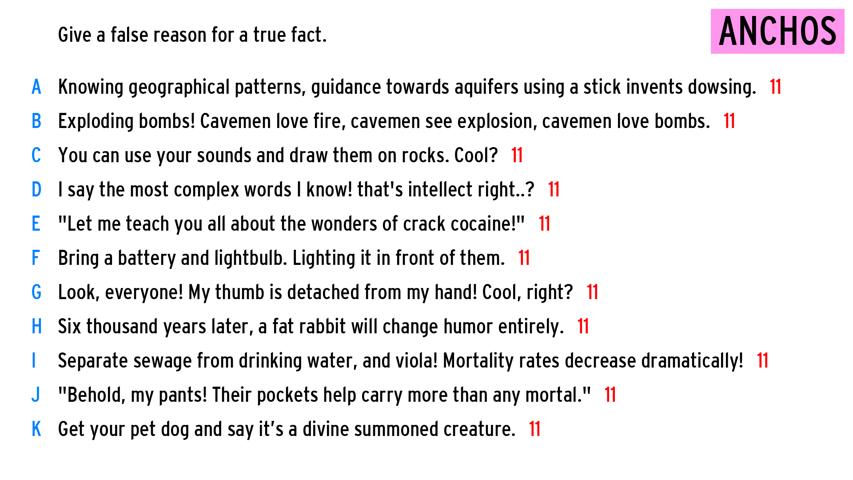 Give a false reason for a true fact.
ANCHOS
A Knowing geographical patterns, guidance towards aquifers using a stick invents dowsing. 11
B Exploding bombs! Cavemen love fire, cavemen see explosion, cavemen love bombs. 11
C You can use your sounds and draw them on rocks. Cool? 11
D I say the most complex words I know! that's intellect right..? 11
E "Let me teach you all about the wonders of crack cocaine!" 11
F Bring a battery and lightbulb. Lighting it in front of them. 11
G Look, everyone! My thumb is detached from my hand! Cool, right? 11
H Six thousand years later, a fat rabbit will change humor entirely. 11
I Separate sewage from drinking water, and viola! Mortality rates decrease dramatically! 11
J "Behold, my pants! Their pockets help carry more than any mortal." 11
K Get your pet dog and say it's a divine summoned creature. 11